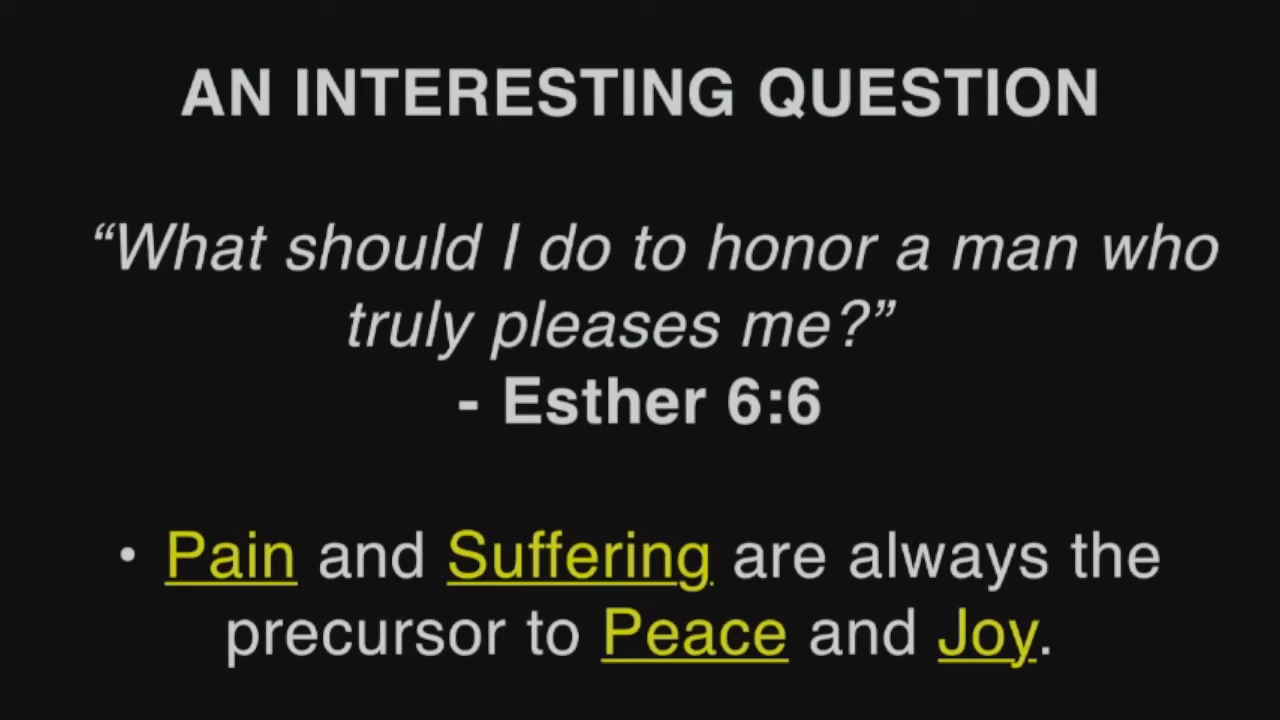 AN INTERESTING QUESTION
“What should I do to honor a man who
truly pleases me?”
- Esther 6:6
• Pain and Suffering are always the
precursor to Peace and Joy.